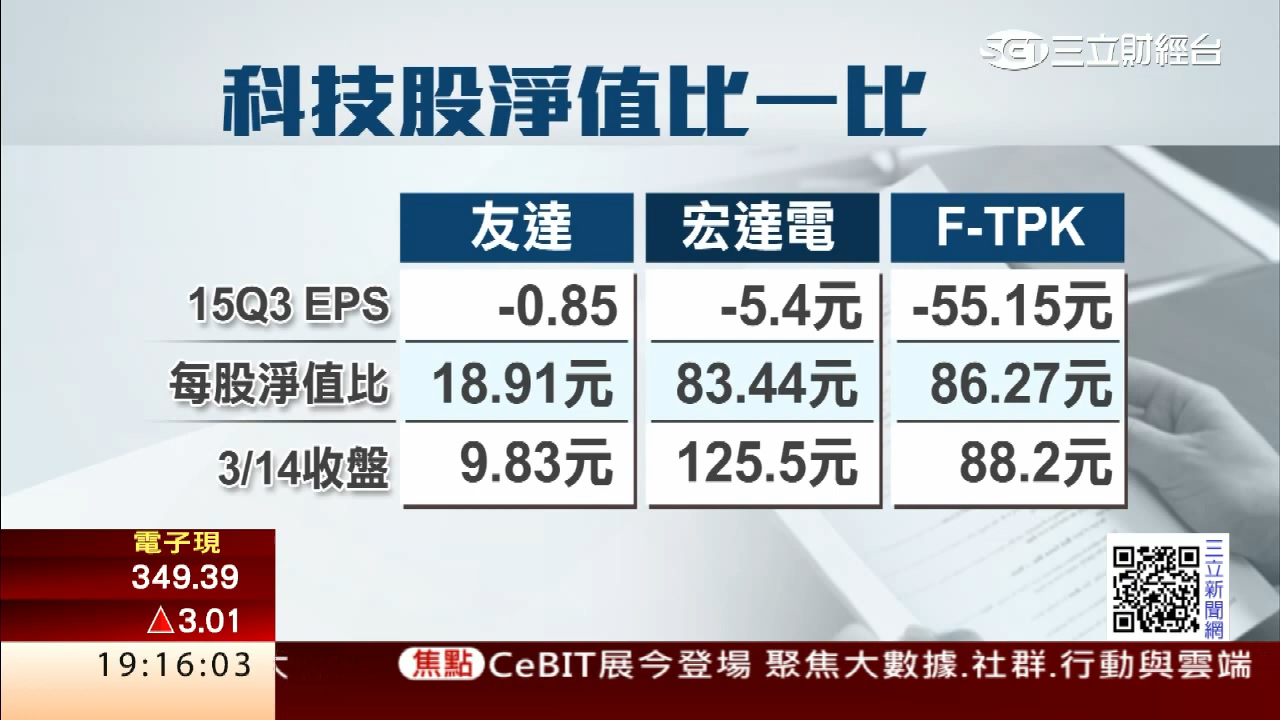 SET三立財經台
科技股淨值比一比
友達 宏達電 F-TPK
15Q3 EPS -0.85 -5.4元 -55.15元
每股淨值比 18.91元 83.44元 86.27元
3/14收盤 9.83元 125.5元 88.2元
電子現
349.39
△3.01
三立新聞網
19:16:03 焦點 CeBIT展今登場 聚焦大數據.社群.行動與雲端